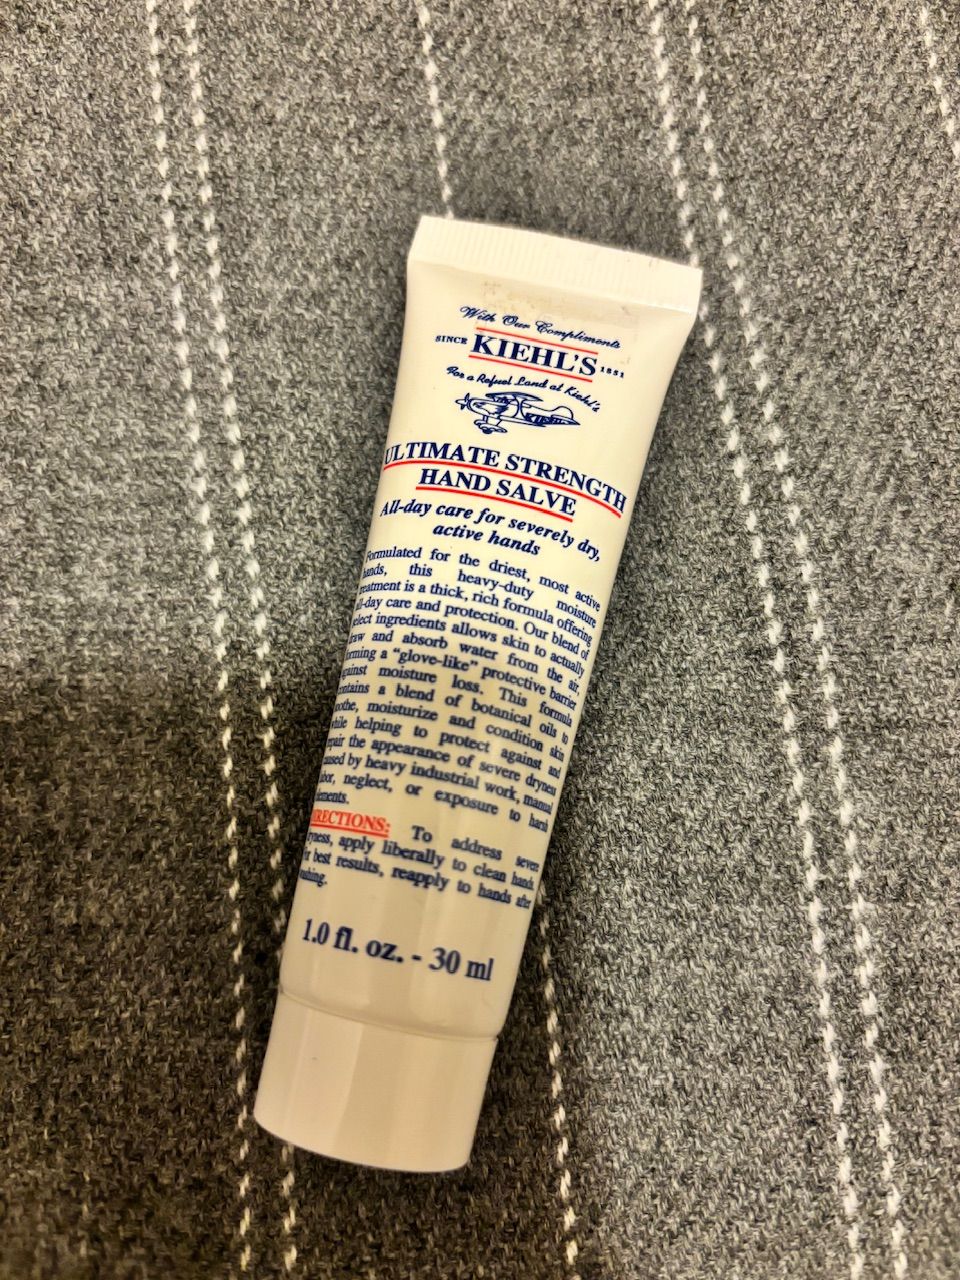 With Our Compliments
SINCE KIEHL'S 1851
For a Refuel Land at Kiehl's
KIEHL'S
ULTIMATE STRENGTH
HAND SALVE
All-day care for severely dry,
active hands
Formulated for the driest, most active
hands, this heavy-duty moisture
treatment is a thick, rich formula offering
all-day care and protection. Our blend of
select ingredients allows skin to actually
draw and absorb water from the air,
forming a “glove-like” protective barrier
against moisture loss. This formula
contains a blend of botanical oils to
soothe, moisturize and condition skin
while helping to protect against and
repair the appearance of severe dryness
caused by heavy industrial work, manual
labor, neglect, or exposure to harsh
elements.
DIRECTIONS: To address severe
dryness, apply liberally to clean hands.
For best results, reapply to hands after
washing.
1.0 fl. oz. - 30 ml